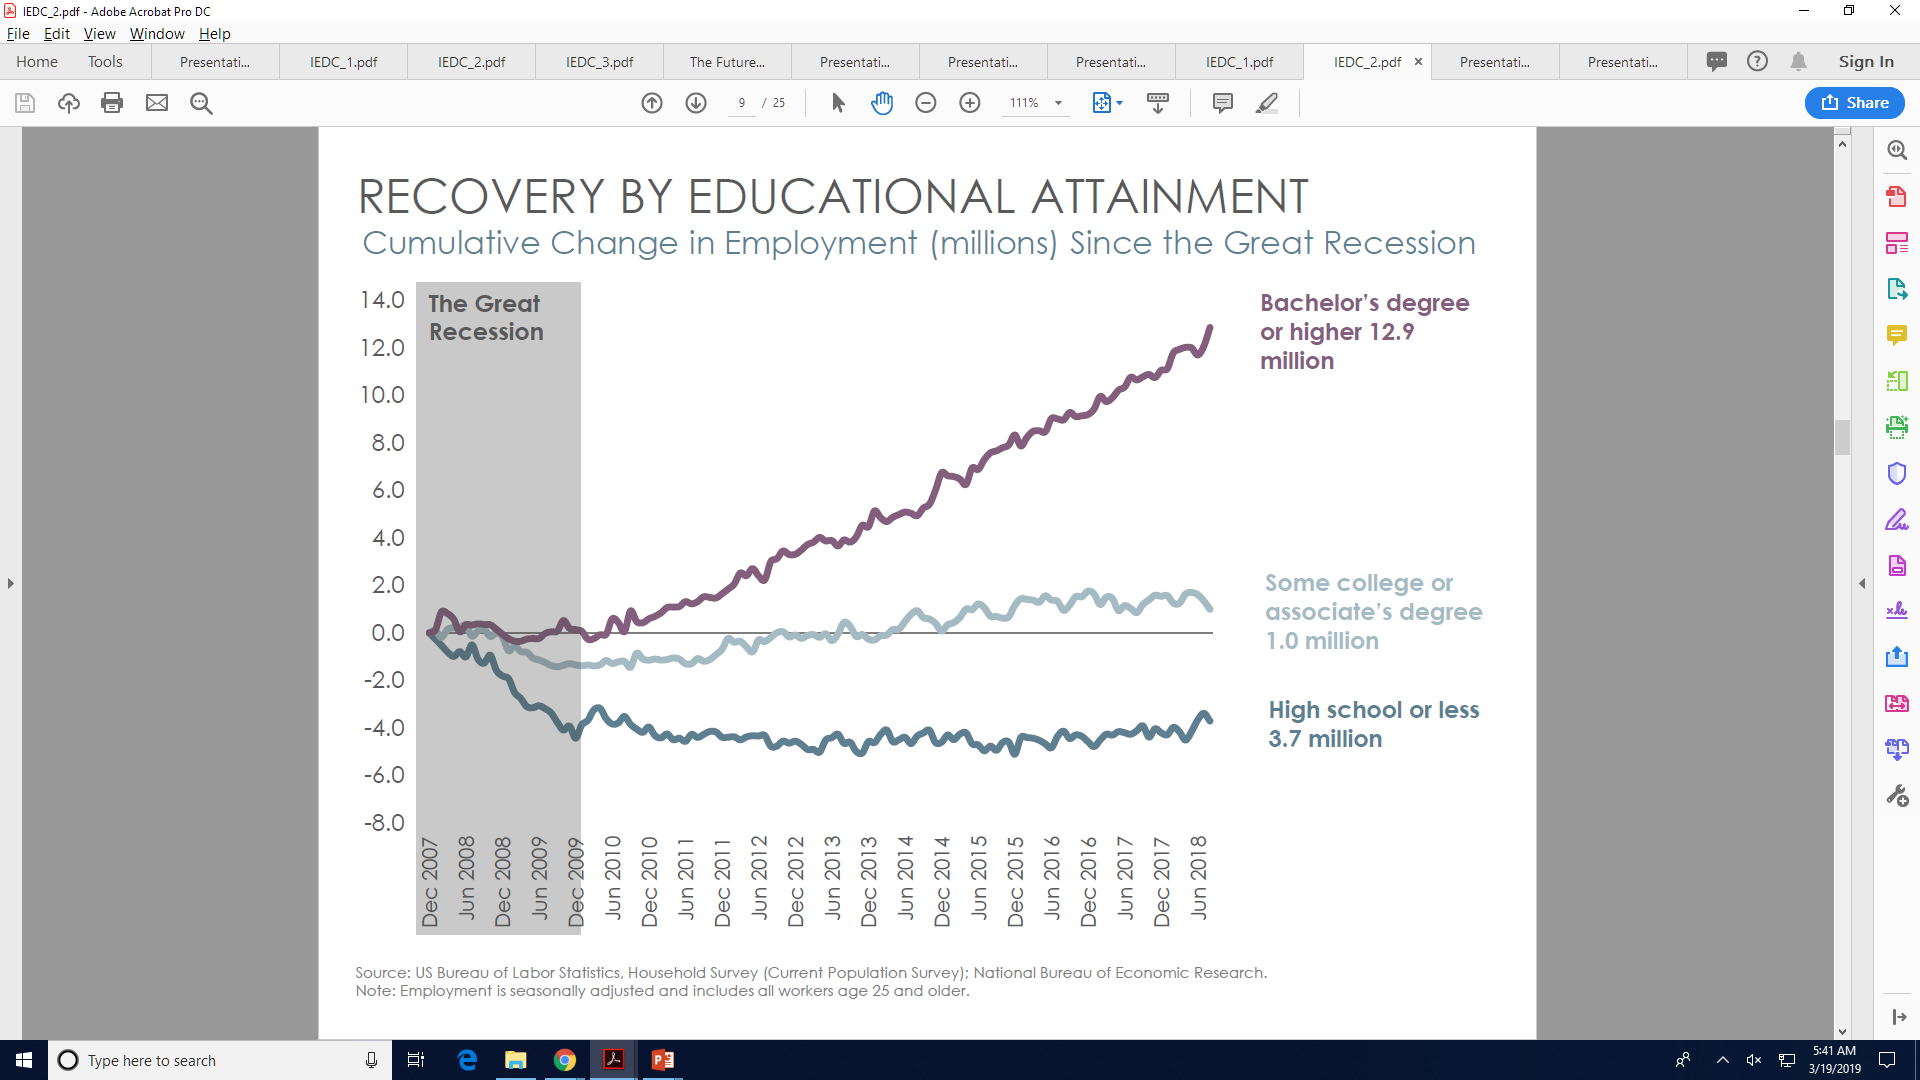 IEDC_2.pdf - Adobe Acrobat Pro DC
File Edit View Window Help
Home Tools Presentati... IEDC_1.pdf IEDC_2.pdf IEDC_3.pdf The Future... Presentati... Presentati... Presentati... IEDC_1.pdf IEDC_2.pdf × Presentati... Presentati... Sign In
9 / 25 111% Share
RECOVERY BY EDUCATIONAL ATTAINMENT
Cumulative Change in Employment (millions) Since the Great Recession
The Great
Recession
14.0
12.0
10.0
8.0
6.0
4.0
2.0
0.0
-2.0
-4.0
-6.0
-8.0
Bachelor’s degree
or higher 12.9
million
Some college or
associate’s degree
1.0 million
High school or less
3.7 million
Dec 2007
Jun 2008
Dec 2008
Jun 2009
Dec 2009
Jun 2010
Dec 2010
Jun 2011
Dec 2011
Jun 2012
Dec 2012
Jun 2013
Dec 2013
Jun 2014
Dec 2014
Jun 2015
Dec 2015
Jun 2016
Dec 2016
Jun 2017
Dec 2017
Jun 2018
Source: US Bureau of Labor Statistics, Household Survey (Current Population Survey); National Bureau of Economic Research.
Note: Employment is seasonally adjusted and includes all workers age 25 and older.
Type here to search
5:41 AM
3/19/2019